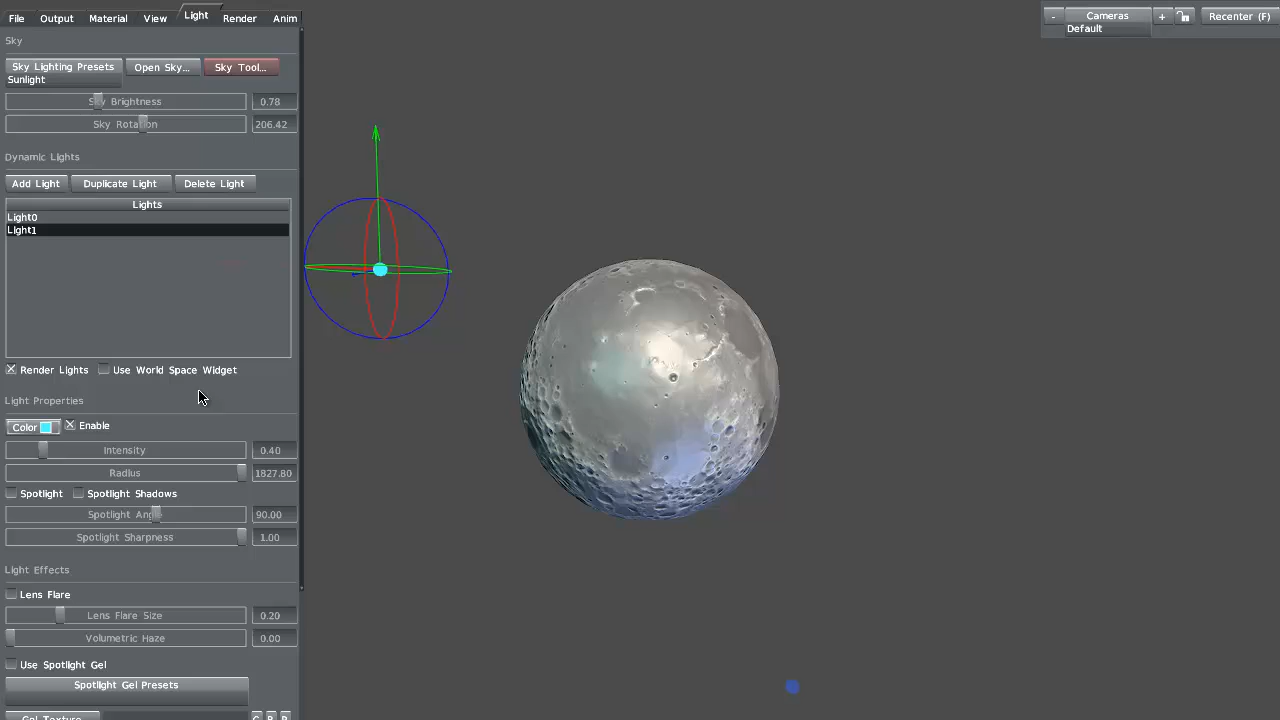 File Output Material View Light Render Anim
- Cameras + Recenter (F)
Default
Sky
Sky Lighting Presets Open Sky... Sky Tool...
Sunlight
Sky Brightness 0.78
Sky Rotation 206.42
Dynamic Lights
Add Light Duplicate Light Delete Light
Lights
Light0
Light1
Render Lights Use World Space Widget
Light Properties
Color Enable
Intensity 0.40
Radius 1827.80
Spotlight Spotlight Shadows
Spotlight Angle 90.00
Spotlight Sharpness 1.00
Light Effects
Lens Flare
Lens Flare Size 0.20
Volumetric Haze 0.00
Use Spotlight Gel
Spotlight Gel Presets
Gel Texture